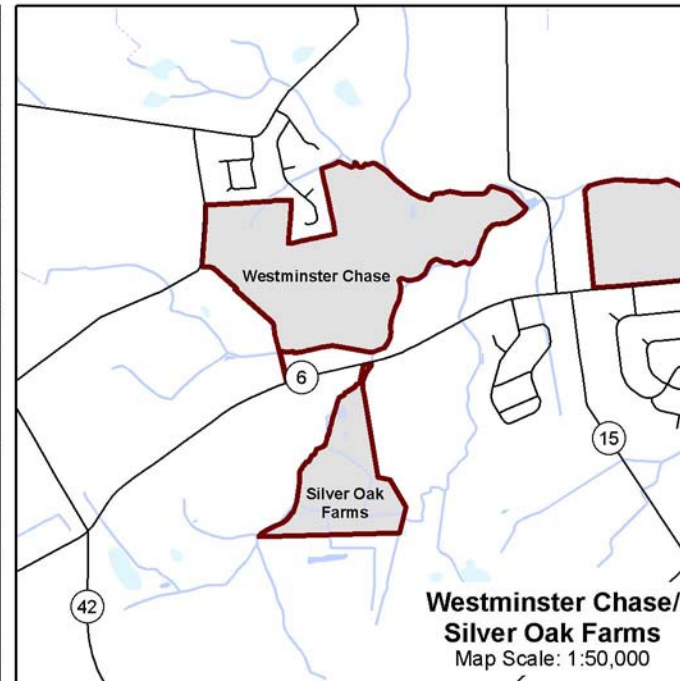 Westminster Chase
6
15
Silver Oak
Farms
42
Westminster Chase/
Silver Oak Farms
Map Scale: 1:50,000